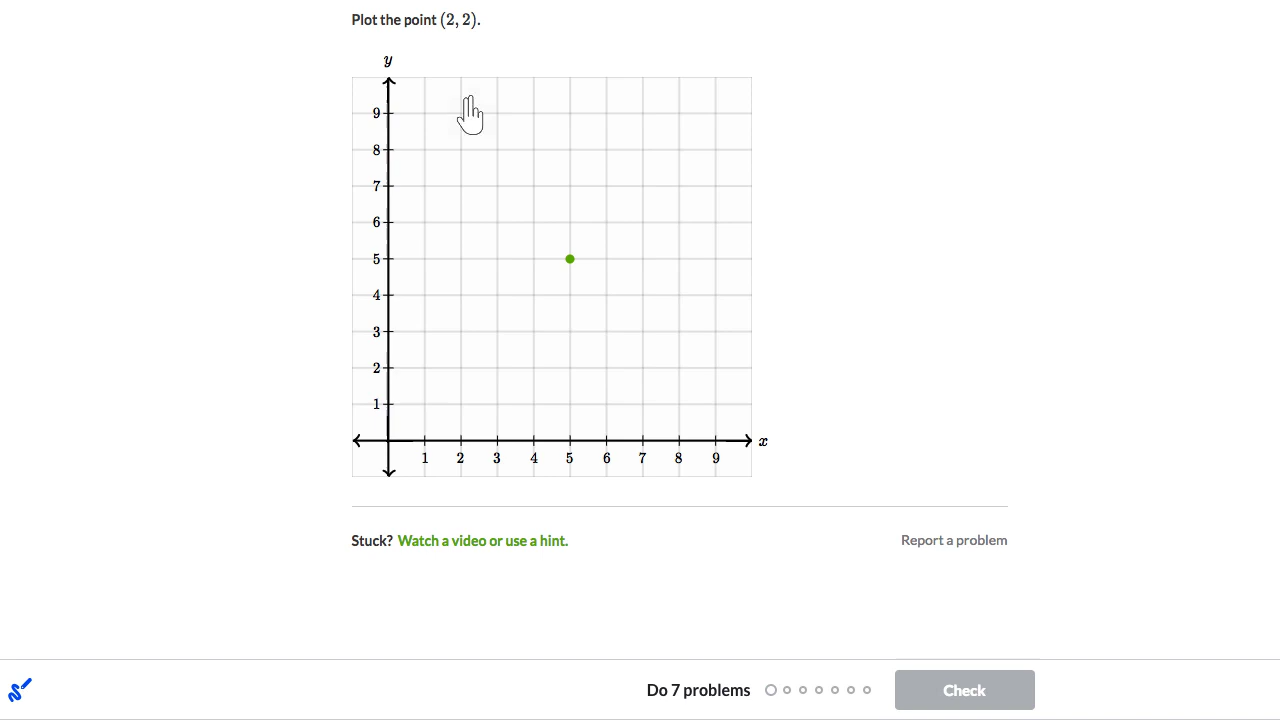 Plot the point (2, 2).
y
9
8
7
6
5
4
3
2
1
x
1 2 3 4 5 6 7 8 9
Stuck? Watch a video or use a hint.
Report a problem
Do 7 problems
Check